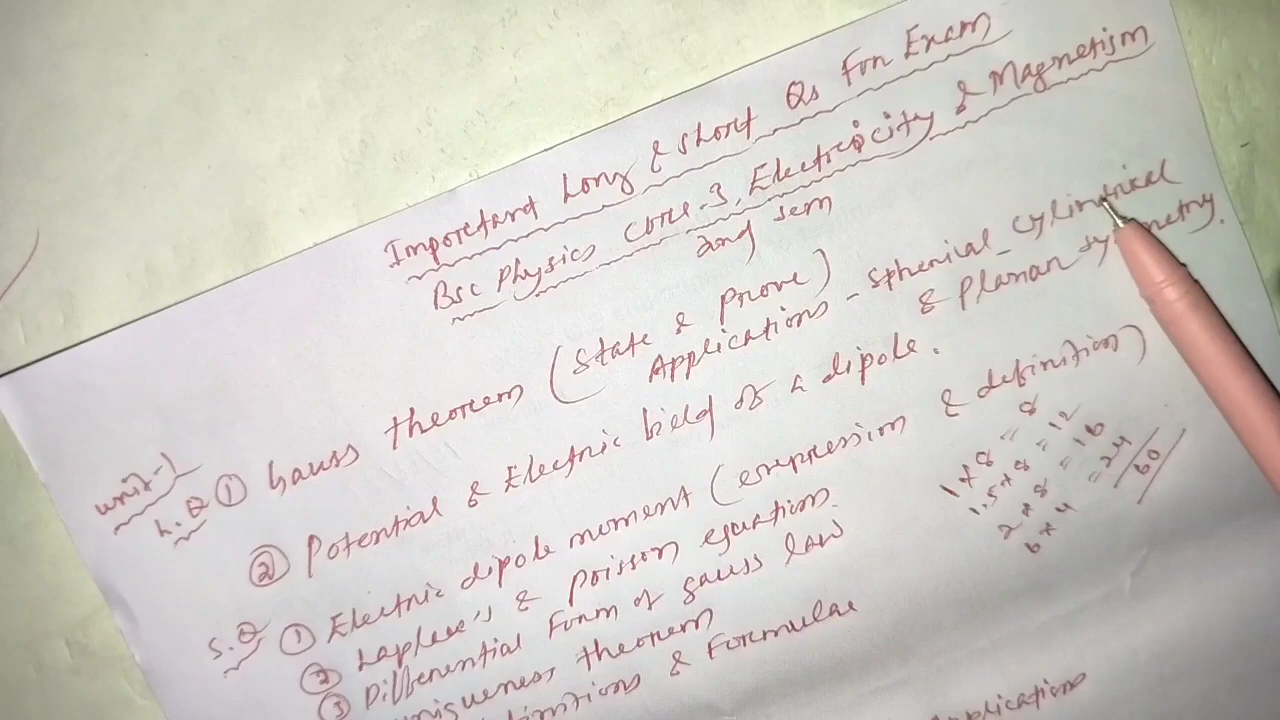 Important Long & Short Qs For Exam
Bsc Physics Core-3, Electricity & Magnetism
2nd sem
Unit-1
L.Q ① Gauss theorem (State & Prove)
Applications - Spherical - cylindrical
& Planar symmetry.
② Potential & Electric field of a dipole.
S.Q ① Electric dipole moment (expression & definition)
② Laplace's & Poisson equation.
③ Differential Form of gauss law
uniqueness theorem
& Formulae
1 x 8 = 8
1.5 x 8 = 12
2 x 8 = 16
6 x 4 = 24
60